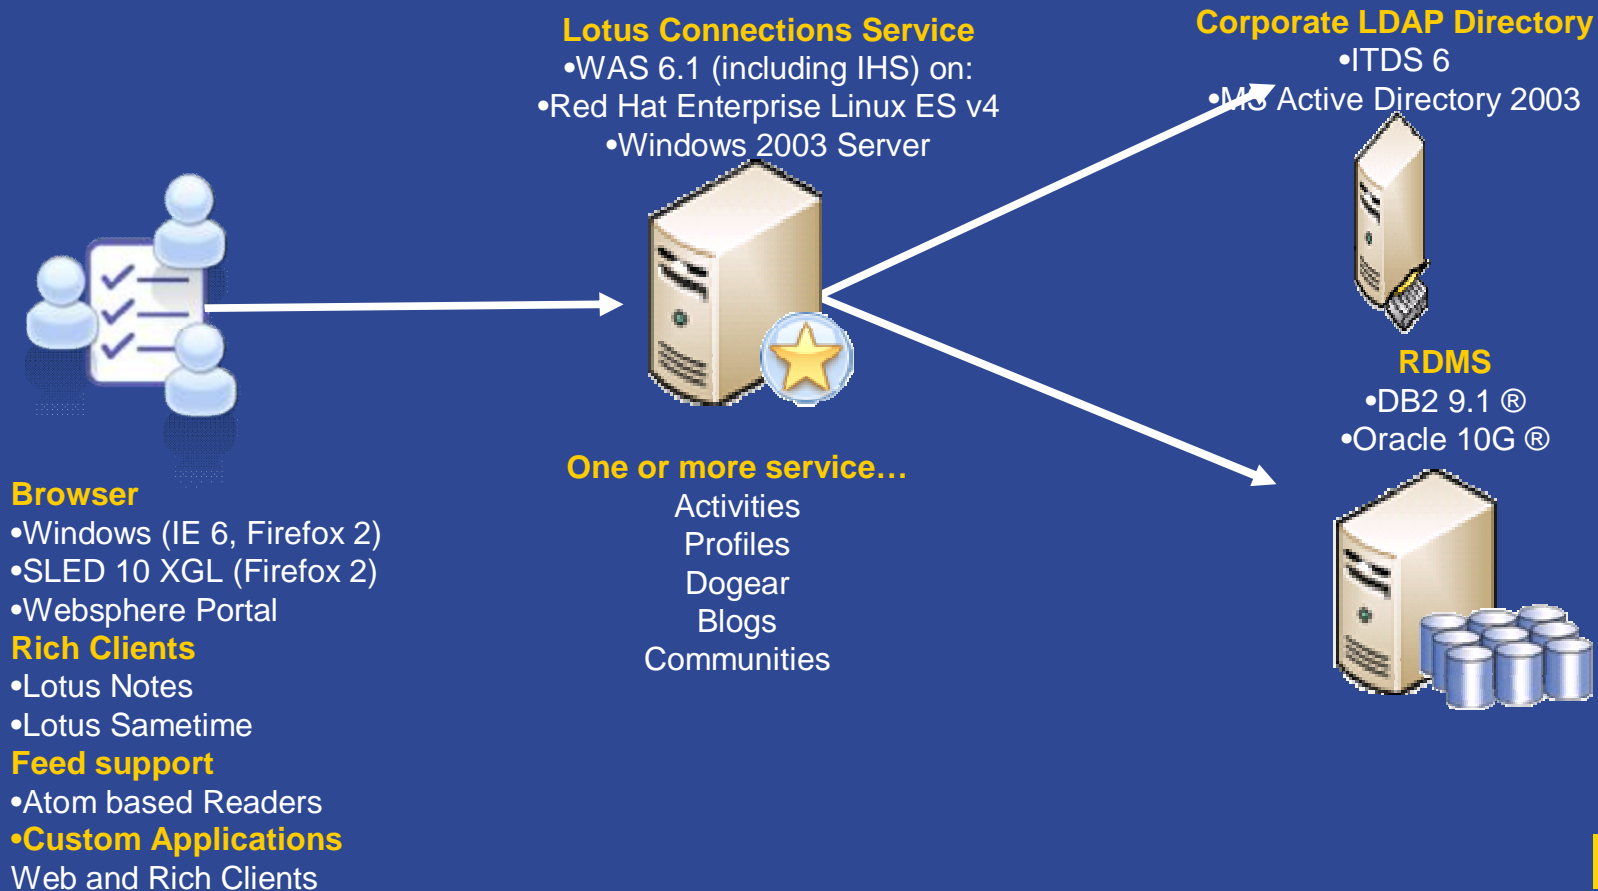 Lotus Connections Service
•WAS 6.1 (including IHS) on:
•Red Hat Enterprise Linux ES v4
•Windows 2003 Server
Corporate LDAP Directory
•ITDS 6
•MS Active Directory 2003
RDMS
•DB2 9.1 ®
•Oracle 10G ®
One or more service…
Activities
Profiles
Dogear
Blogs
Communities
Browser
•Windows (IE 6, Firefox 2)
•SLED 10 XGL (Firefox 2)
•Websphere Portal
Rich Clients
•Lotus Notes
•Lotus Sametime
Feed support
•Atom based Readers
•Custom Applications
Web and Rich Clients